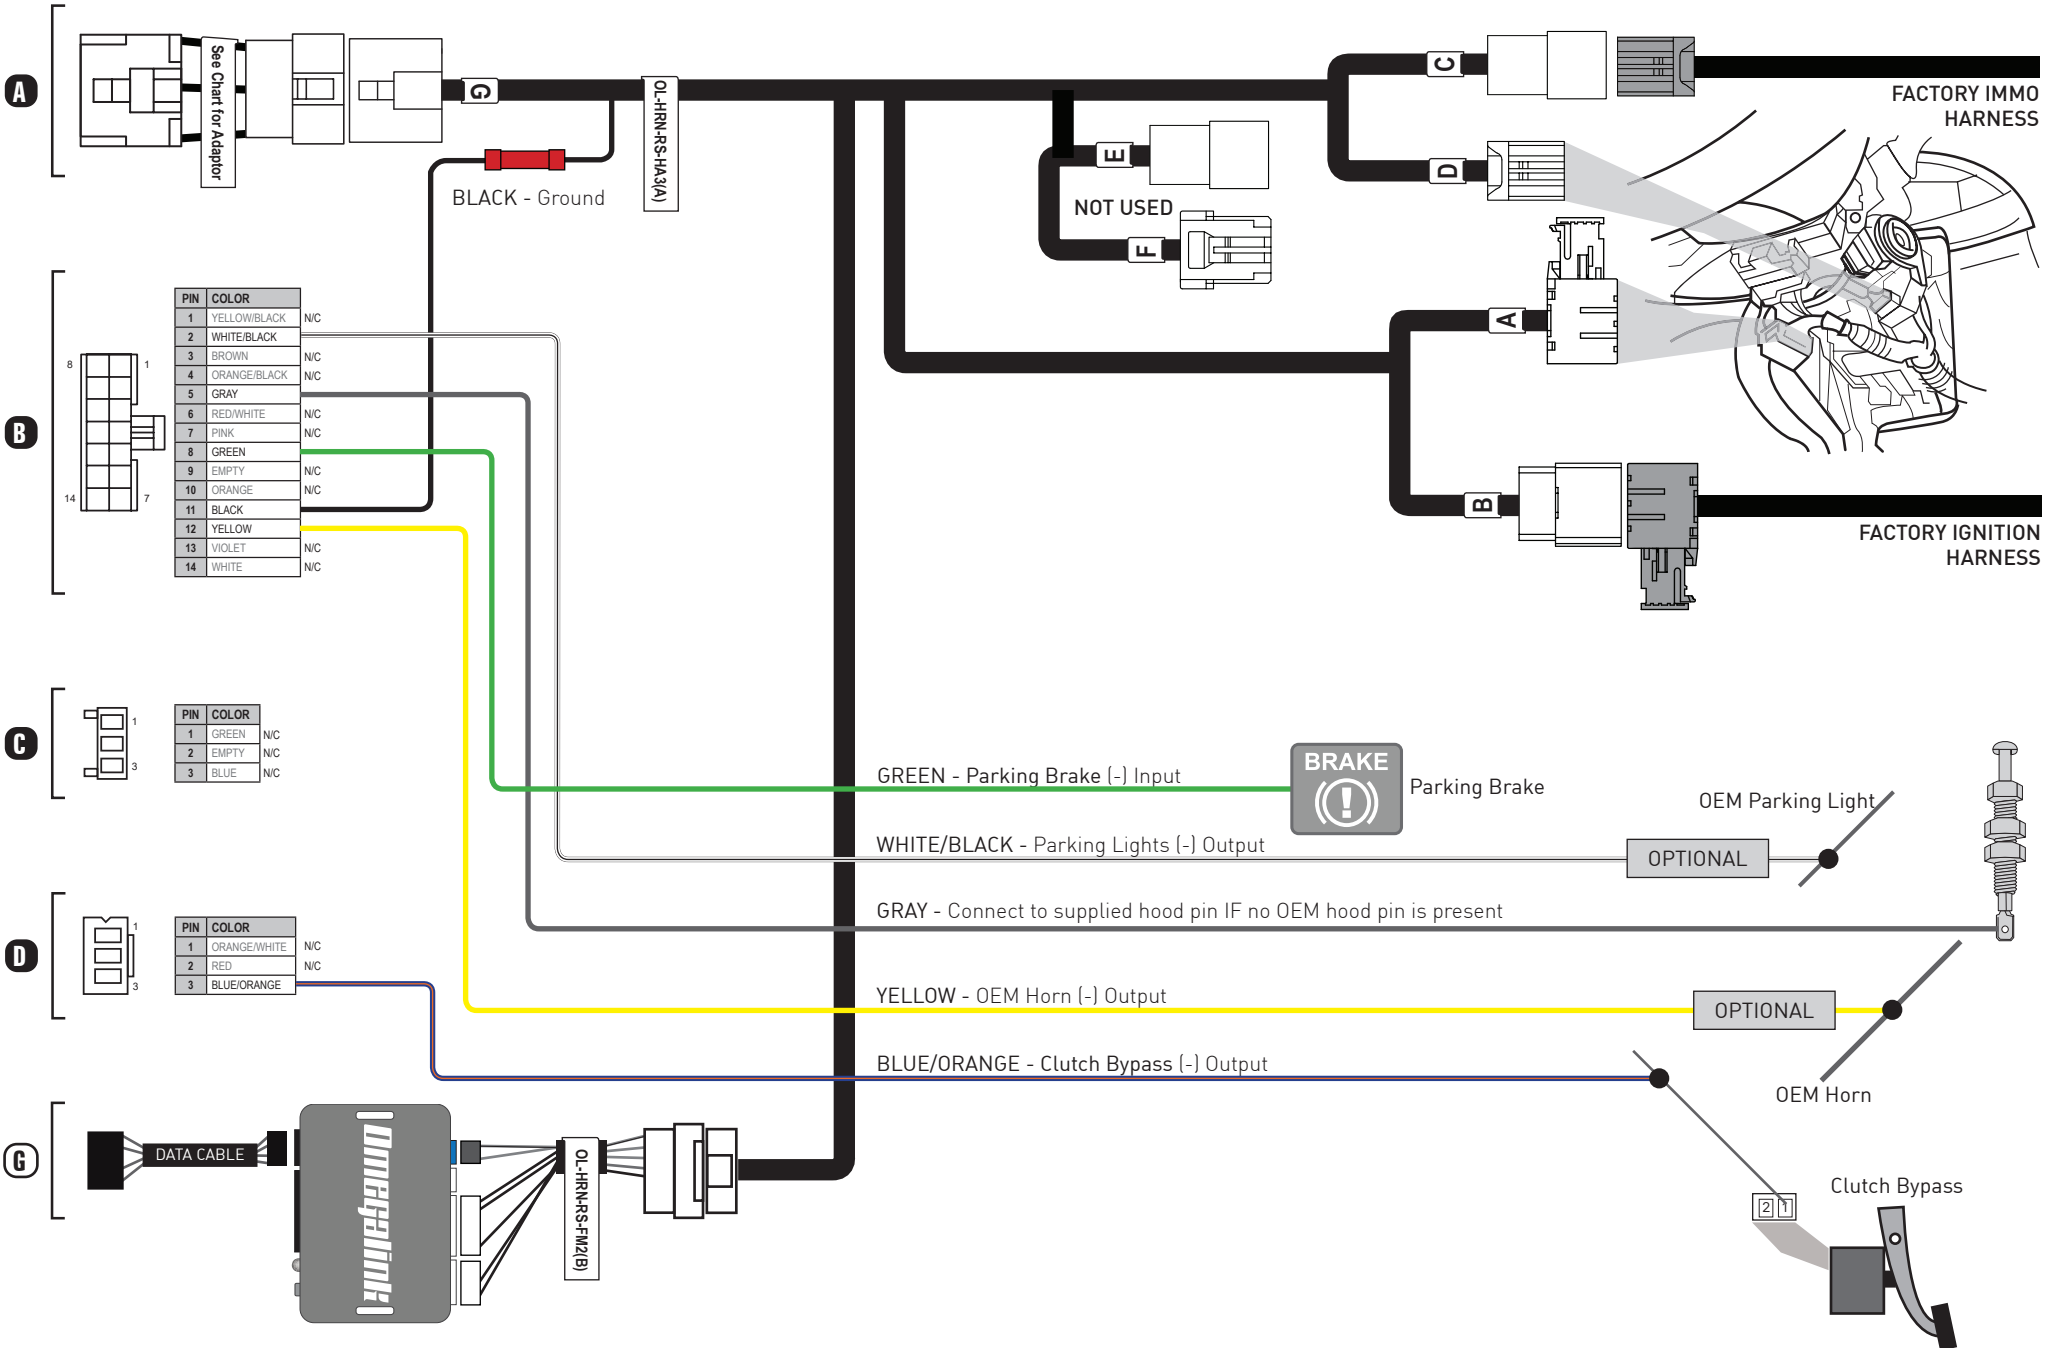 A
See Chart for Adaptor
G
OL-HRN-RS-HA3(A)
BLACK - Ground
C
FACTORY IMMO
HARNESS
D
E
NOT USED
F
A
B
FACTORY IGNITION
HARNESS
B
8
1
14
7
PIN COLOR
1 YELLOW/BLACK N/C
2 WHITE/BLACK
3 BROWN N/C
4 ORANGE/BLACK N/C
5 GRAY
6 RED/WHITE N/C
7 PINK N/C
8 GREEN
9 EMPTY N/C
10 ORANGE N/C
11 BLACK
12 YELLOW
13 VIOLET N/C
14 WHITE N/C
C
1
3
PIN COLOR
1 GREEN N/C
2 EMPTY N/C
3 BLUE N/C
GREEN - Parking Brake (-) Input
BRAKE
Parking Brake
OEM Parking Light
WHITE/BLACK - Parking Lights (-) Output
OPTIONAL
GRAY - Connect to supplied hood pin IF no OEM hood pin is present
D
1
3
PIN COLOR
1 ORANGE/WHITE N/C
2 RED N/C
3 BLUE/ORANGE
YELLOW - OEM Horn (-) Output
OPTIONAL
OEM Horn
BLUE/ORANGE - Clutch Bypass (-) Output
G
DATA CABLE
Omegalink
OL-HRN-RS-FM2(B)
2 1
Clutch Bypass